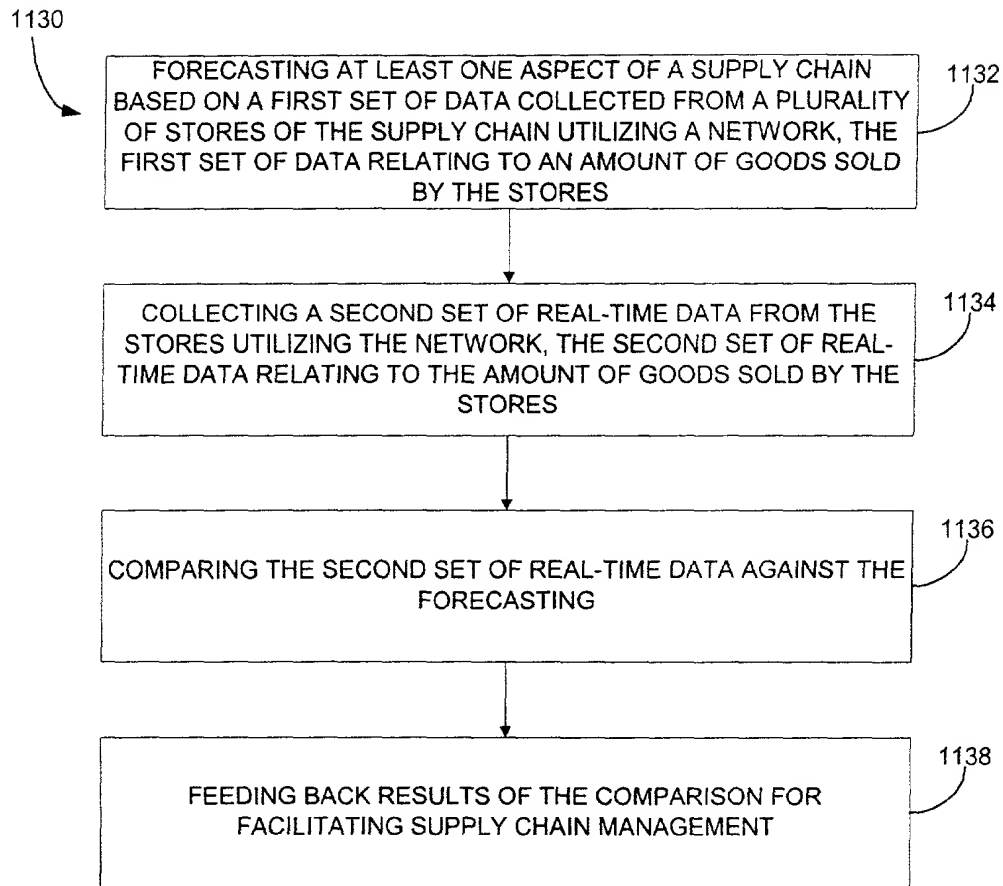 1130
FORECASTING AT LEAST ONE ASPECT OF A SUPPLY CHAIN
BASED ON A FIRST SET OF DATA COLLECTED FROM A PLURALITY
OF STORES OF THE SUPPLY CHAIN UTILIZING A NETWORK, THE
FIRST SET OF DATA RELATING TO AN AMOUNT OF GOODS SOLD
BY THE STORES
1132
COLLECTING A SECOND SET OF REAL-TIME DATA FROM THE
STORES UTILIZING THE NETWORK, THE SECOND SET OF REAL-
TIME DATA RELATING TO THE AMOUNT OF GOODS SOLD BY THE
STORES
1134
COMPARING THE SECOND SET OF REAL-TIME DATA AGAINST THE
FORECASTING
1136
FEEDING BACK RESULTS OF THE COMPARISON FOR
FACILITATING SUPPLY CHAIN MANAGEMENT
1138